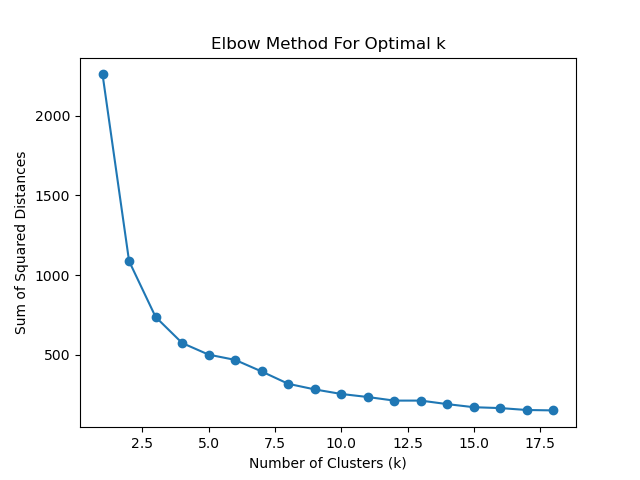 Elbow Method For Optimal k
2000
1500
1000
500
Sum of Squared Distances
2.5 5.0 7.5 10.0 12.5 15.0 17.5
Number of Clusters (k)